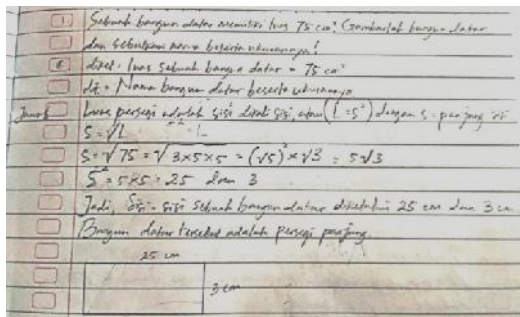 1 Sebuah bangun datar memiliki luas 75 cm². Gambarlah bangun datar
dan sebutkan nama beserta ukurannya!
diket = luas sebuah bangun datar = 75 cm²
dit = Nama bangun datar beserta ukurannya
Jawab Luas persegi adalah sisi dikali sisi, atau (L = s²) dengan s = panjang sisi
S = √L
S = √75 = √3×5×5 = (√5)² × √3 = 5√3
5² = 5×5 = 25 dan 3
Jadi, sisi-sisi sebuah bangun datar diketahui 25 cm dan 3 cm
Bangun datar tersebut adalah persegi panjang.
25 cm
3 cm